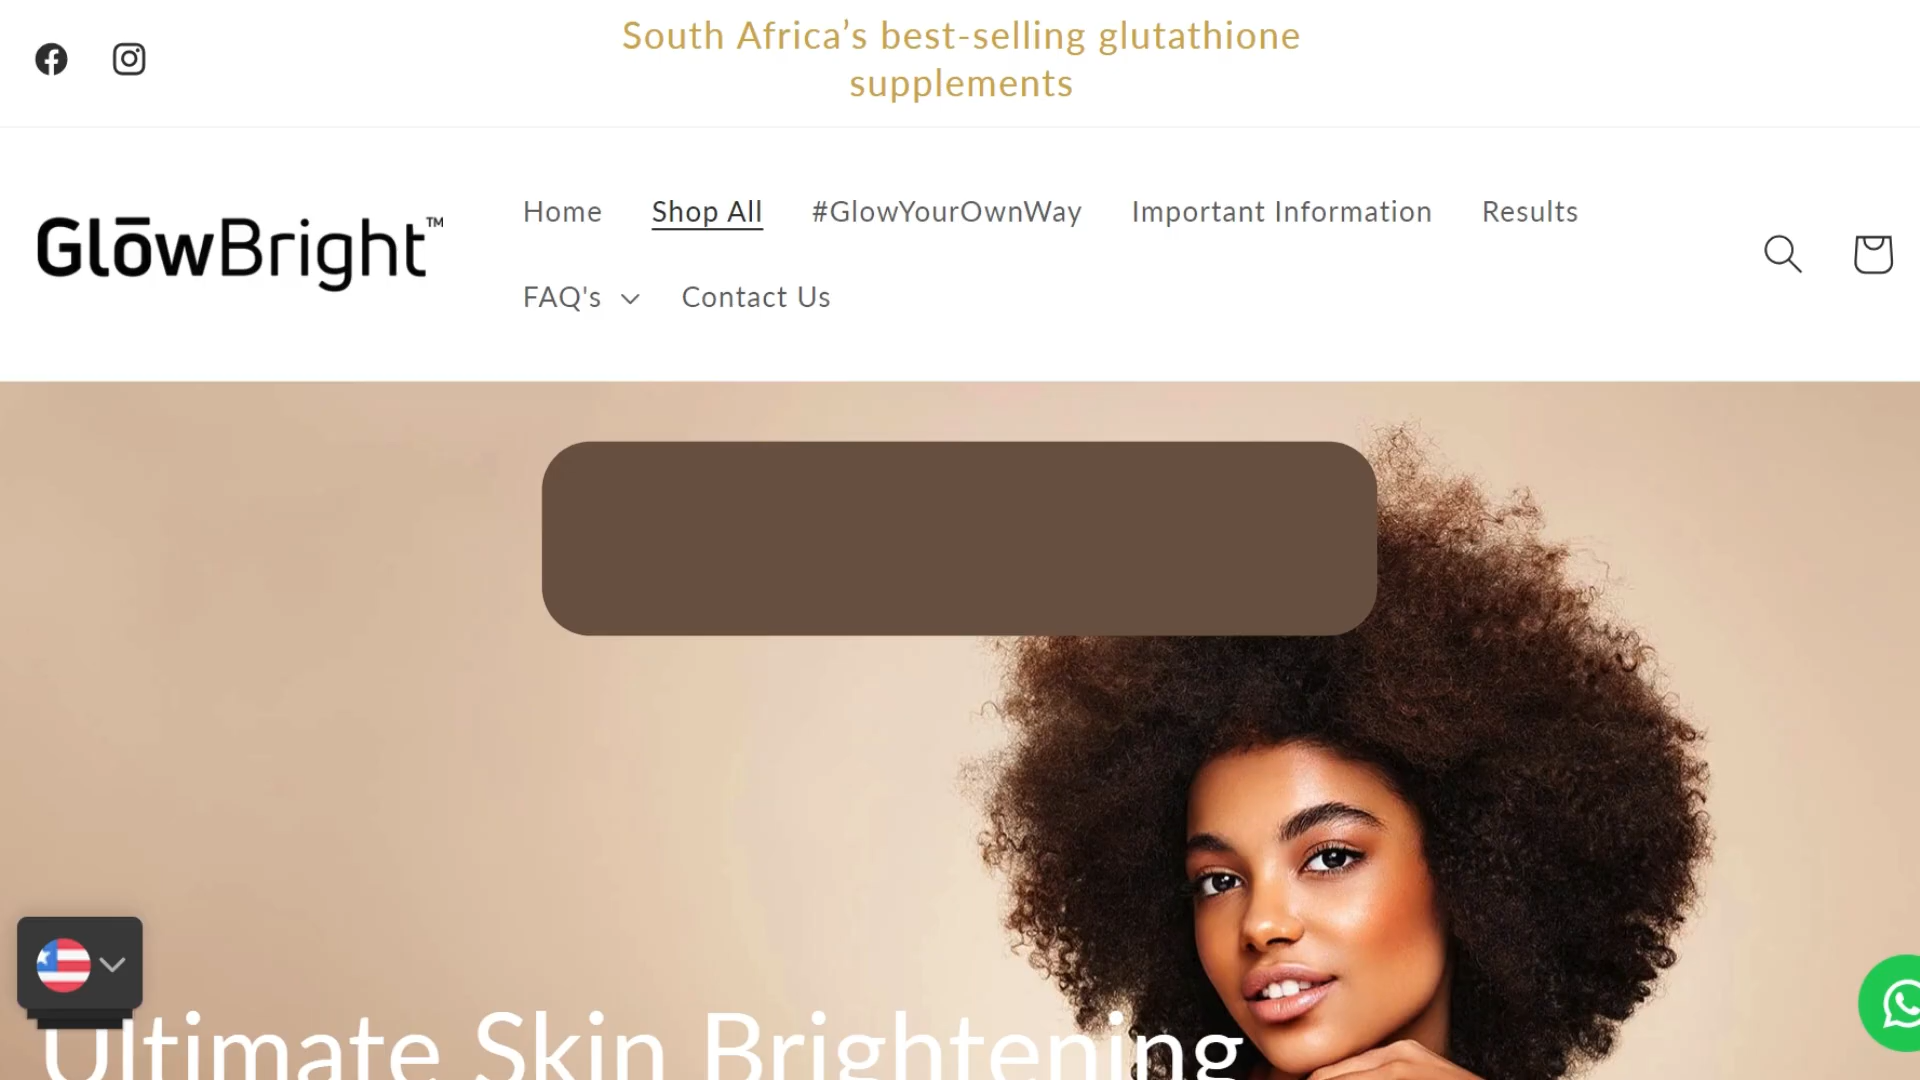 South Africa’s best-selling glutathione
supplements
GlōwBright™
Home Shop All #GlowYourOwnWay Important Information Results
FAQ's Contact Us
Ultimate Skin Brightening